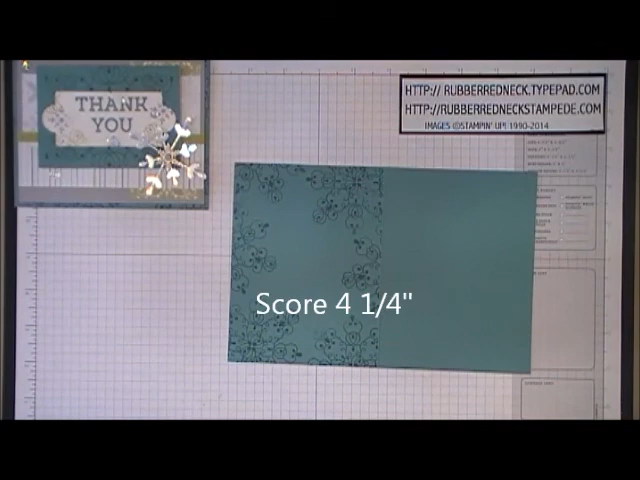 THANK
YOU
HTTP:// RUBBERREDNECK.TYPEPAD.COM
HTTP://RUBBERREDNECKSTAMPEDE.COM
IMAGES ©STAMPIN' UP! 1990-2014
Score 4 1/4"